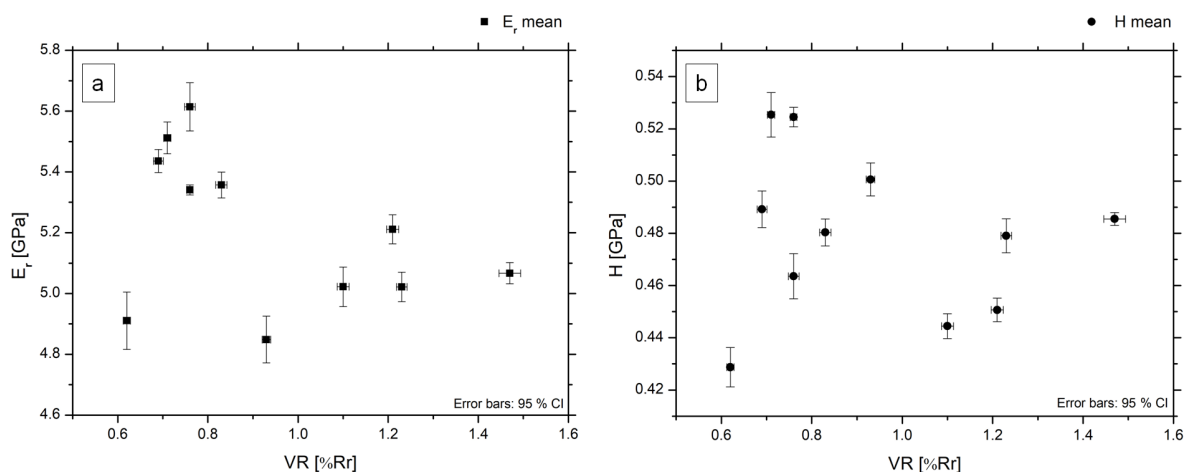 E_r mean
a
5.8
5.6
5.4
5.2
5.0
4.8
4.6
E_r [GPa]
0.6 0.8 1.0 1.2 1.4 1.6
VR [%Rr]
Error bars: 95 % CI
H mean
b
0.54
0.52
0.50
0.48
0.46
0.44
0.42
H [GPa]
0.6 0.8 1.0 1.2 1.4 1.6
VR [%Rr]
Error bars: 95 % CI